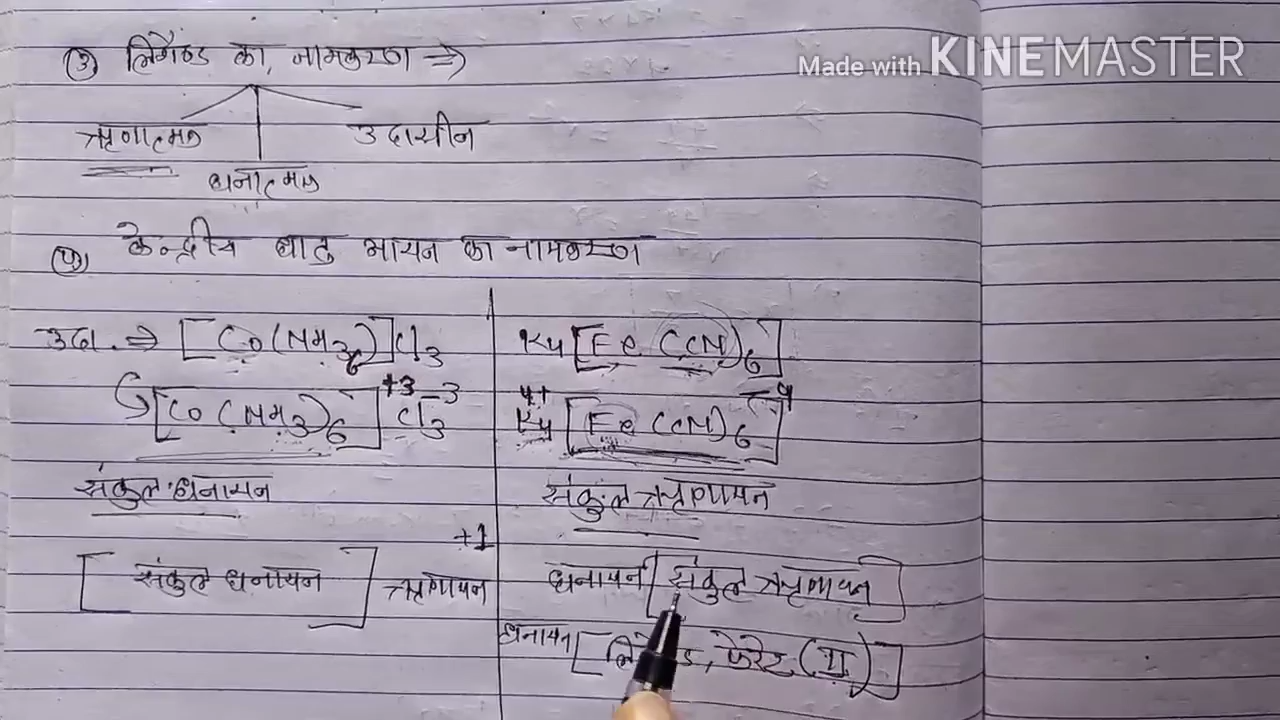 Made with KINEMASTER
③ लिगैण्ड का नामकरण ⇒
ऋणात्मक उदासीन
धनात्मक
④ केन्द्रीय धातु आयन का नामकरण
उदा. ⇒ [Co(NH3)6]Cl3
[Co(NH3)6]+3 Cl3-3
संकुल धनायन
[संकुल धनायन] ऋणायन
+1
K4[Fe(CN)6]
K4 4+ [Fe(CN)6]-4
संकुल ऋणायन
धनायन [संकुल ऋणायन]
धनायन [फेरेट (II)]